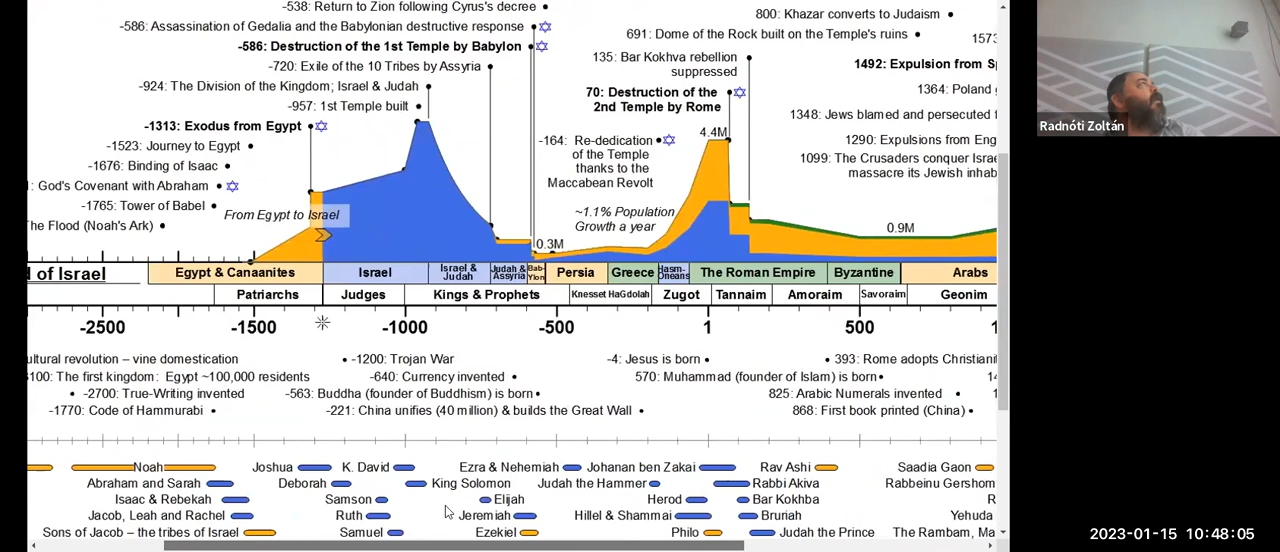 -538: Return to Zion following Cyrus's decree
800: Khazar converts to Judaism
-586: Assassination of Gedalia and the Babylonian destructive response
691: Dome of the Rock built on the Temple's ruins
1573
-586: Destruction of the 1st Temple by Babylon
135: Bar Kokhva rebellion
suppressed
1492: Expulsion from Sp
-720: Exile of the 10 Tribes by Assyria
-924: The Division of the Kingdom; Israel & Judah
70: Destruction of the
2nd Temple by Rome
1364: Poland
-957: 1st Temple built
1348: Jews blamed and persecuted f
-1313: Exodus from Egypt
4.4M
-164: Re-dedication
of the Temple
thanks to the
Maccabean Revolt
1290: Expulsions from Eng
-1523: Journey to Egypt
1099: The Crusaders conquer Israe
massacre its Jewish inhab
-1676: Binding of Isaac
: God's Covenant with Abraham
-1765: Tower of Babel
From Egypt to Israel
~1.1% Population
Growth a year
he Flood (Noah's Ark)
0.3M
0.9M
d of Israel
Egypt & Canaanites
Israel
Israel &
Judah
Judah &
Assyria
Bab-
ylon
Persia
Greece
Hasm-
oneans
The Roman Empire
Byzantine
Arabs
Patriarchs
Judges
Kings & Prophets
Knesset HaGdolah
Zugot
Tannaim
Amoraim
Savoraim
Geonim
-2500
-1500
-1000
-500
1
500
ultural revolution – vine domestication
-1200: Trojan War
-4: Jesus is born
393: Rome adopts Christiani
3100: The first kingdom: Egypt ~100,000 residents
-640: Currency invented
570: Muhammad (founder of Islam) is born
14
-2700: True-Writing invented
-563: Buddha (founder of Buddhism) is born
825: Arabic Numerals invented
-1770: Code of Hammurabi
-221: China unifies (40 million) & builds the Great Wall
868: First book printed (China)
Noah
Joshua
K. David
Ezra & Nehemiah
Johanan ben Zakai
Rav Ashi
Saadia Gaon
Abraham and Sarah
Deborah
King Solomon
Judah the Hammer
Rabbi Akiva
Rabbeinu Gershom
Isaac & Rebekah
Samson
Elijah
Herod
Bar Kokhba
R
Jacob, Leah and Rachel
Ruth
Jeremiah
Hillel & Shammai
Bruriah
Yehuda
Sons of Jacob – the tribes of Israel
Samuel
Ezekiel
Philo
Judah the Prince
The Rambam, Ma
Radnóti Zoltán
2023-01-15 10:48:05